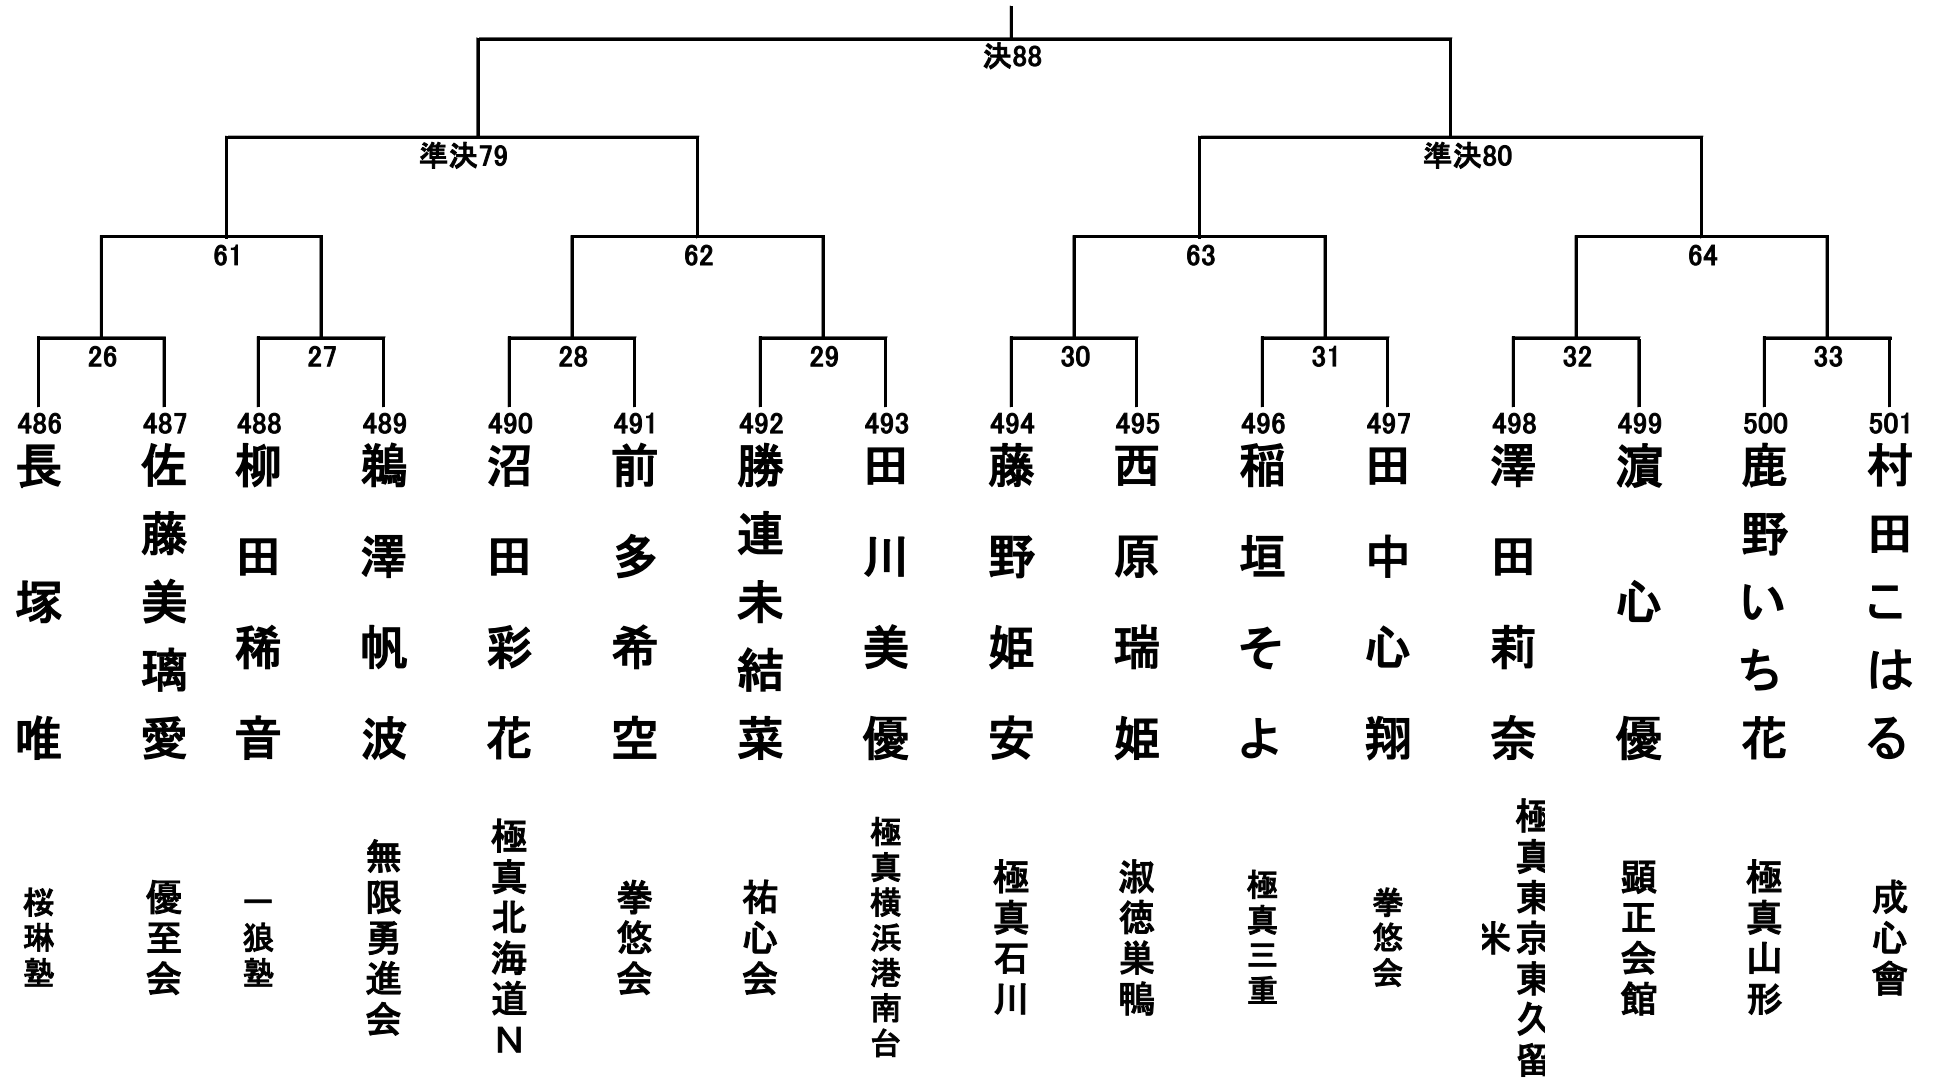 決88
準決79
準決80
61
62
63
64
26
27
28
29
30
31
32
33
486
487
488
489
490
491
492
493
494
495
496
497
498
499
500
501
長塚唯
佐藤美璃愛
柳田稀音
鵜澤帆波
沼田彩花
前多希空
勝連未結菜
田川美優
藤野姫安
西原瑞姫
稲垣そよ
田中心翔
澤田莉奈
濵心優
鹿野いち花
村田こはる
桜琳塾
優至会
一狼塾
無限勇進会
極真北海道Ｎ
拳悠会
祐心会
極真横浜港南台
極真石川
淑徳巣鴨
極真三重
拳悠会
極真東京東久留
米
顕正会館
極真山形
成心會